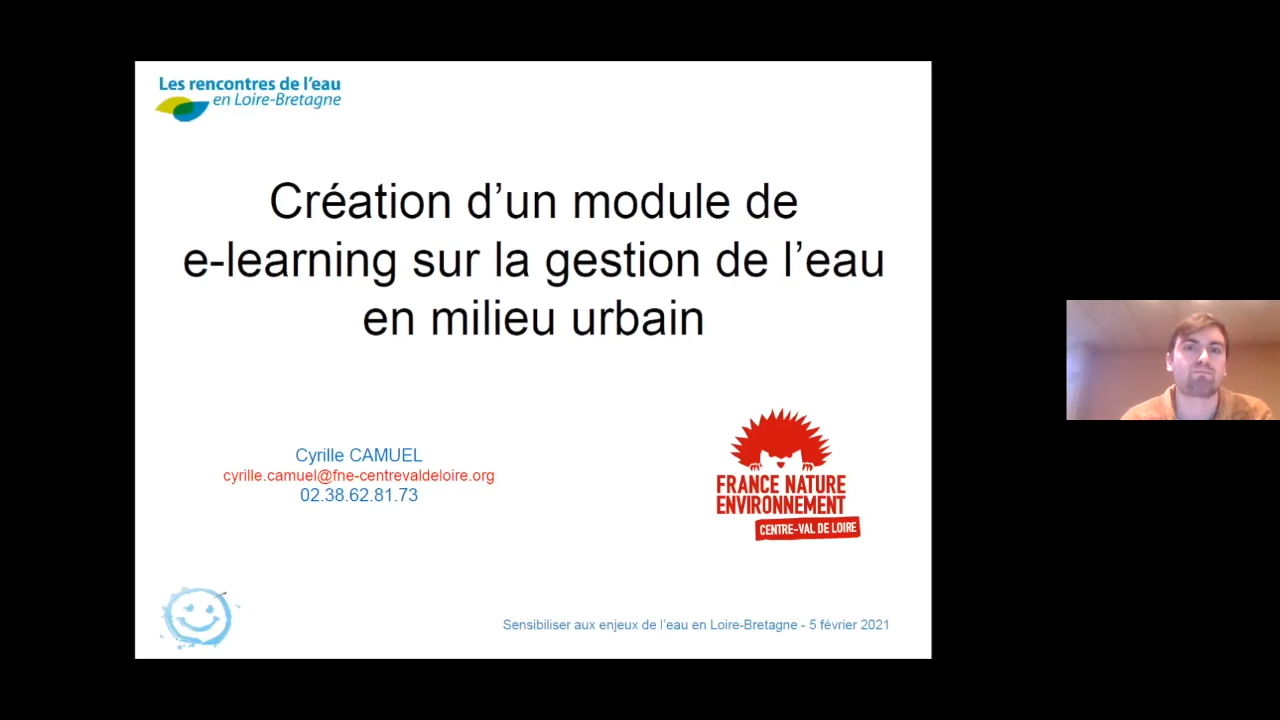 Les rencontres de l'eau
en Loire-Bretagne
Création d’un module de
e-learning sur la gestion de l’eau
en milieu urbain
Cyrille CAMUEL
cyrille.camuel@fne-centrevaldeloire.org
02.38.62.81.73
FRANCE NATURE
ENVIRONNEMENT
CENTRE-VAL DE LOIRE
Sensibiliser aux enjeux de l’eau en Loire-Bretagne - 5 février 2021